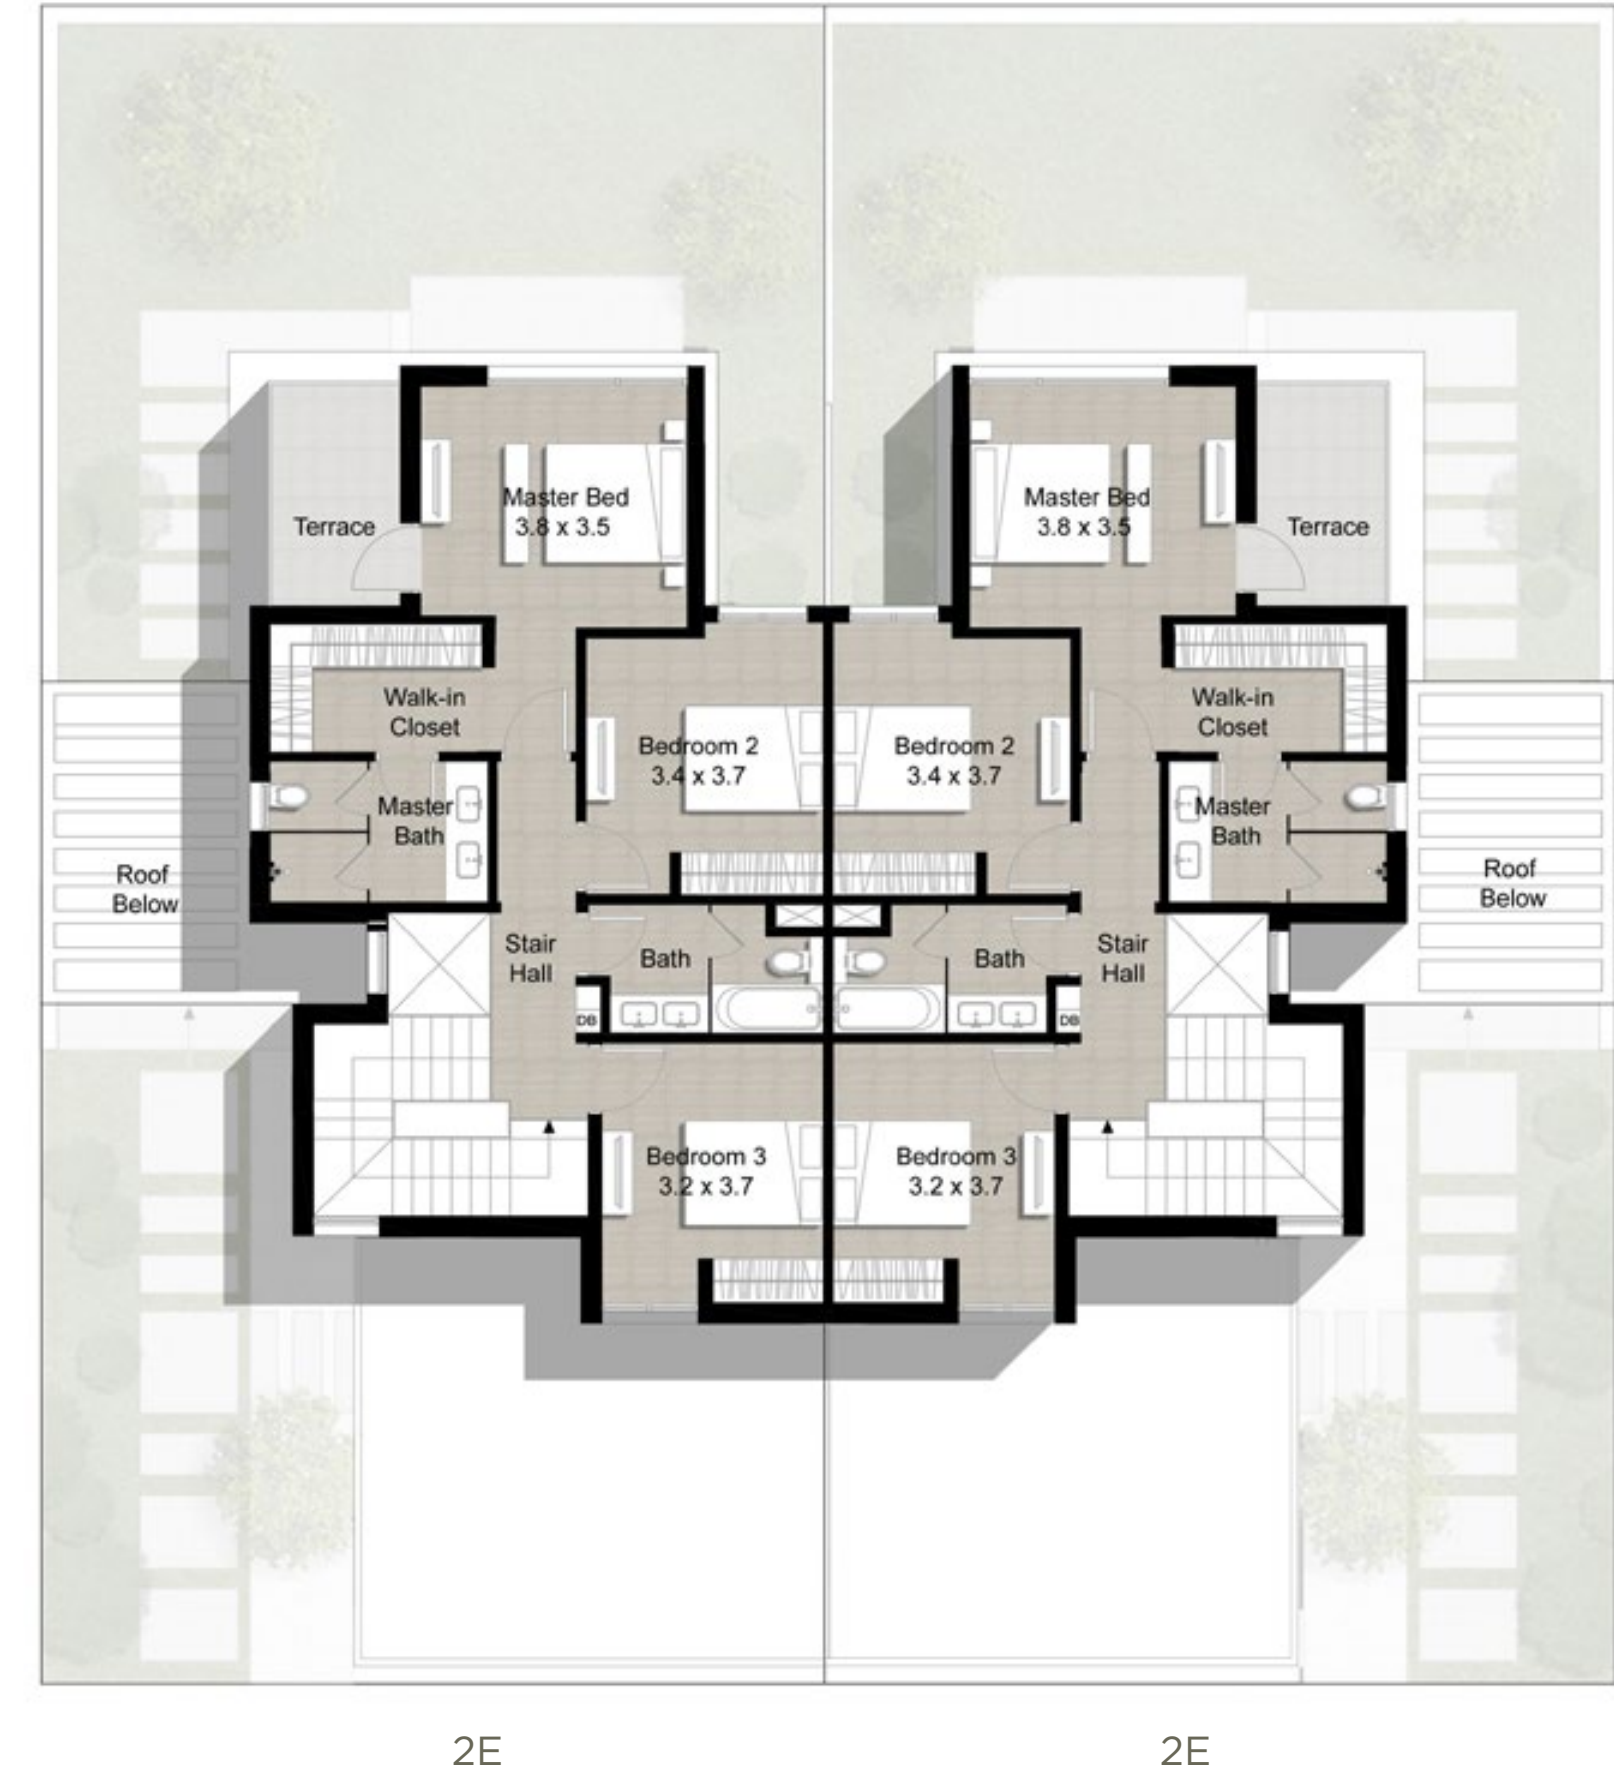 Master Bed
3.8 x 3.5
Master Bed
3.8 x 3.5
Terrace
Terrace
Walk-in
Closet
Bedroom 2
3.4 x 3.7
Bedroom 2
3.4 x 3.7
Walk-in
Closet
Master
Bath
Master
Bath
Roof
Below
Roof
Below
Stair
Hall
Bath
Bath
Stair
Hall
DB
DB
Bedroom 3
3.2 x 3.7
Bedroom 3
3.2 x 3.7
2E
2E